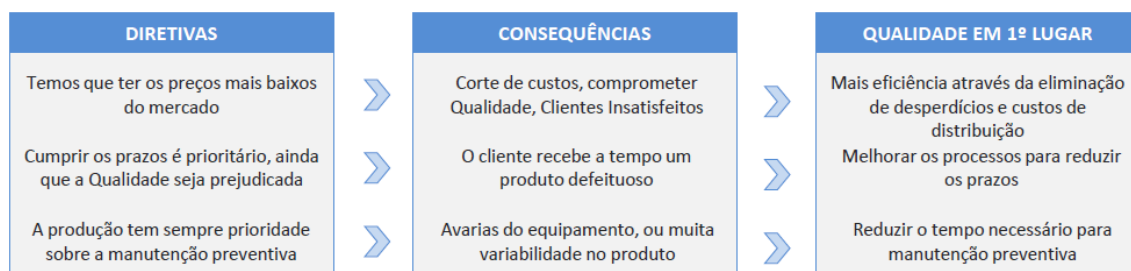 DIRETIVAS
Temos que ter os preços mais baixos
do mercado
Cumprir os prazos é prioritário, ainda
que a Qualidade seja prejudicada
A produção tem sempre prioridade
sobre a manutenção preventiva
CONSEQUÊNCIAS
Corte de custos, comprometer
Qualidade, Clientes Insatisfeitos
O cliente recebe a tempo um
produto defeituoso
Avarias do equipamento, ou muita
variabilidade no produto
QUALIDADE EM 1º LUGAR
Mais eficiência através da eliminação
de desperdícios e custos de
distribuição
Melhorar os processos para reduzir
os prazos
Reduzir o tempo necessário para
manutenção preventiva